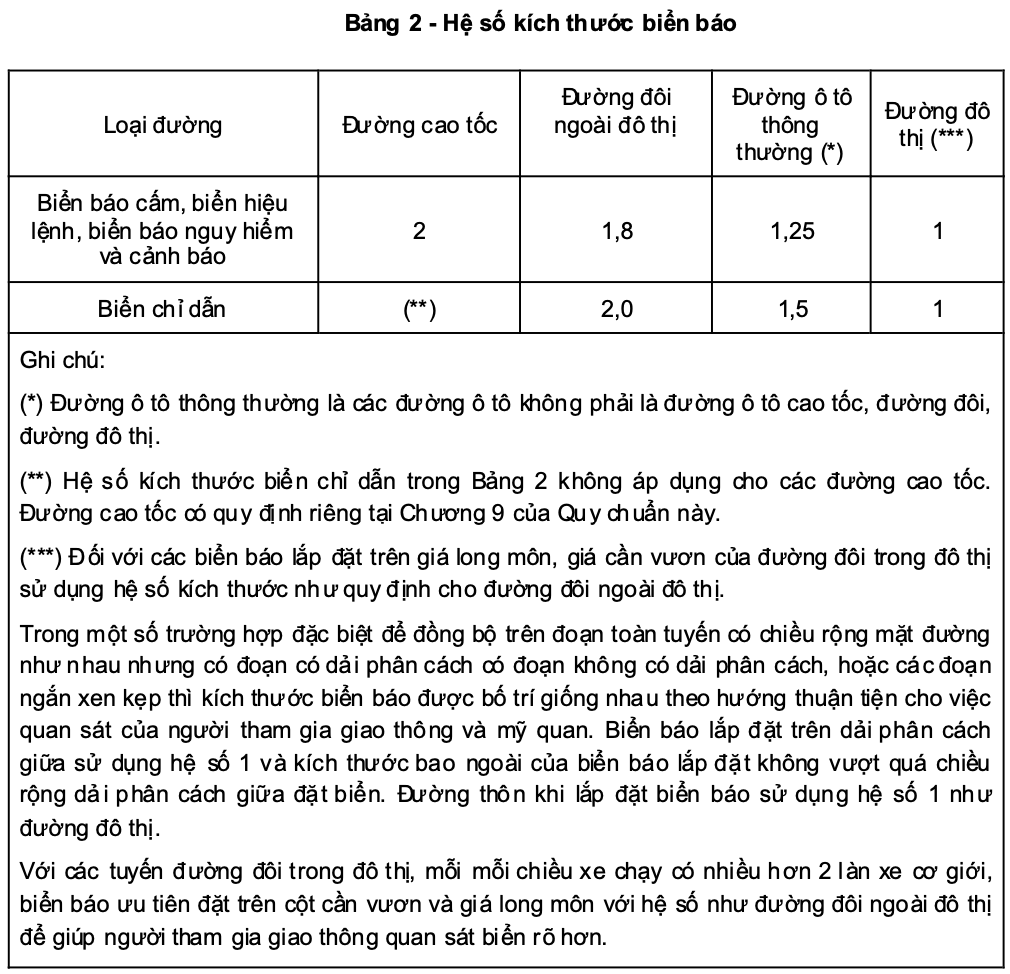 Bảng 2 - Hệ số kích thước biển báo
Loại đường
Đường cao tốc
Đường đôi
ngoài đô thị
Đường ô tô
thông
thường (*)
Đường đô
thị (***)
Biển báo cấm, biển hiệu
lệnh, biển báo nguy hiểm
và cảnh báo
2
1,8
1,25
1
Biển chỉ dẫn
(**)
2,0
1,5
1
Ghi chú:
(*) Đường ô tô thông thường là các đường ô tô không phải là đường ô tô cao tốc, đường đôi,
đường đô thị.
(**) Hệ số kích thước biển chỉ dẫn trong Bảng 2 không áp dụng cho các đường cao tốc.
Đường cao tốc có quy định riêng tại Chương 9 của Quy chuẩn này.
(***) Đối với các biển báo lắp đặt trên giá long môn, giá cần vươn của đường đôi trong đô thị
sử dụng hệ số kích thước như quy định cho đường đôi ngoài đô thị.
Trong một số trường hợp đặc biệt để đồng bộ trên đoạn toàn tuyến có chiều rộng mặt đường
như nhau nhưng có đoạn có dải phân cách có đoạn không có dải phân cách, hoặc các đoạn
ngắn xen kẹp thì kích thước biển báo được bố trí giống nhau theo hướng thuận tiện cho việc
quan sát của người tham gia giao thông và mỹ quan. Biển báo lắp đặt trên dải phân cách
giữa sử dụng hệ số 1 và kích thước bao ngoài của biển báo lắp đặt không vượt quá chiều
rộng dải phân cách giữa đặt biển. Đường thôn khi lắp đặt biển báo sử dụng hệ số 1 như
đường đô thị.
Với các tuyến đường đôi trong đô thị, mỗi mỗi chiều xe chạy có nhiều hơn 2 làn xe cơ giới,
biển báo ưu tiên đặt trên cột cần vươn và giá long môn với hệ số như đường đôi ngoài đô thị
để giúp người tham gia giao thông quan sát biển rõ hơn.